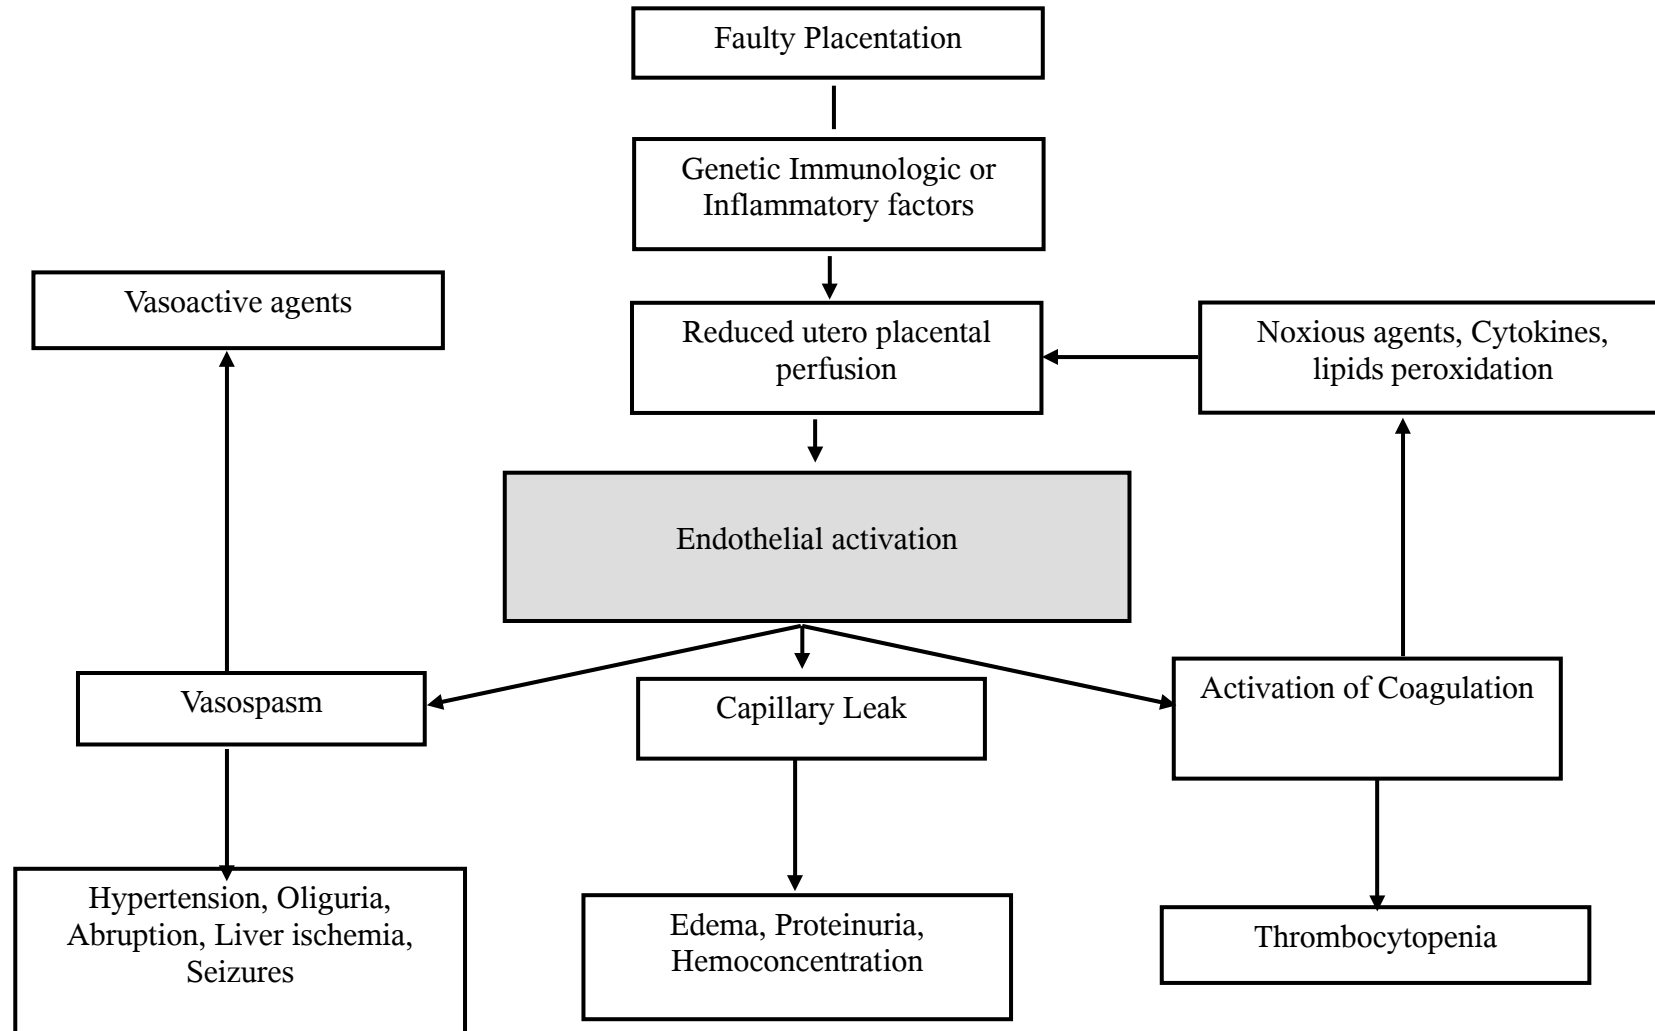 Faulty Placentation
Genetic Immunologic or
Inflammatory factors
Vasoactive agents
Reduced utero placental
perfusion
Noxious agents, Cytokines,
lipids peroxidation
Endothelial activation
Vasospasm
Capillary Leak
Activation of Coagulation
Hypertension, Oliguria,
Abruption, Liver ischemia,
Seizures
Edema, Proteinuria,
Hemoconcentration
Thrombocytopenia